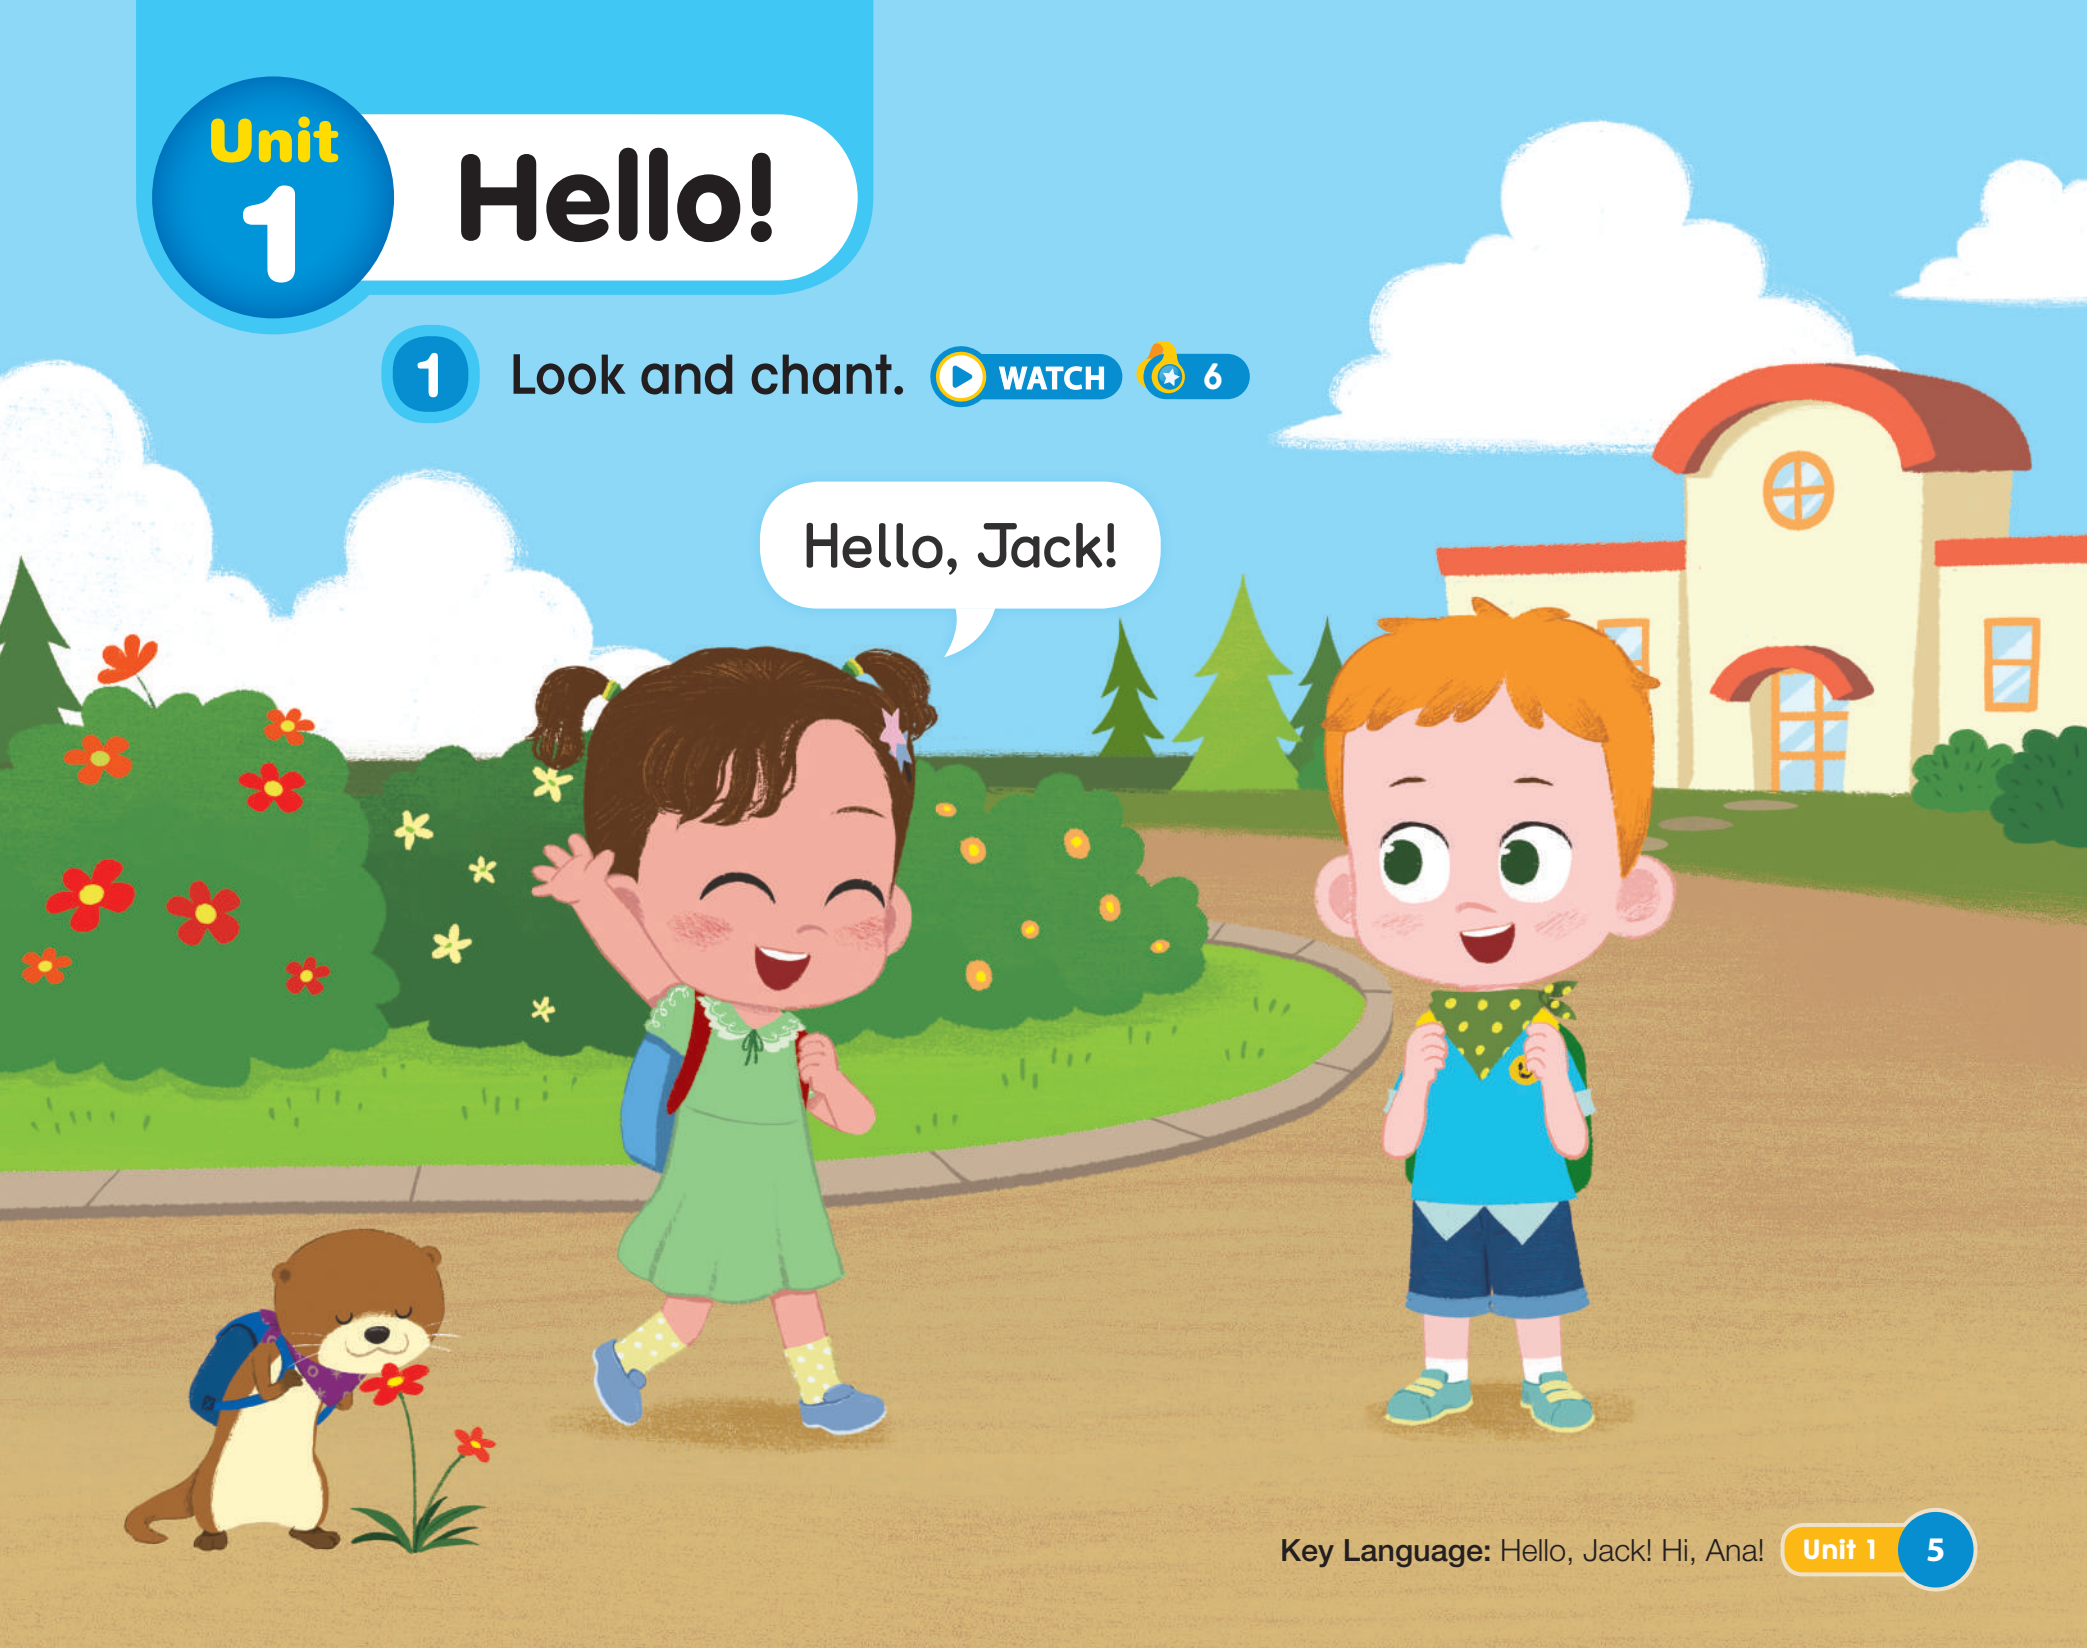 Unit
1
Hello!
1 Look and chant. WATCH 6
Hello, Jack!
Key Language: Hello, Jack! Hi, Ana! Unit 1 5